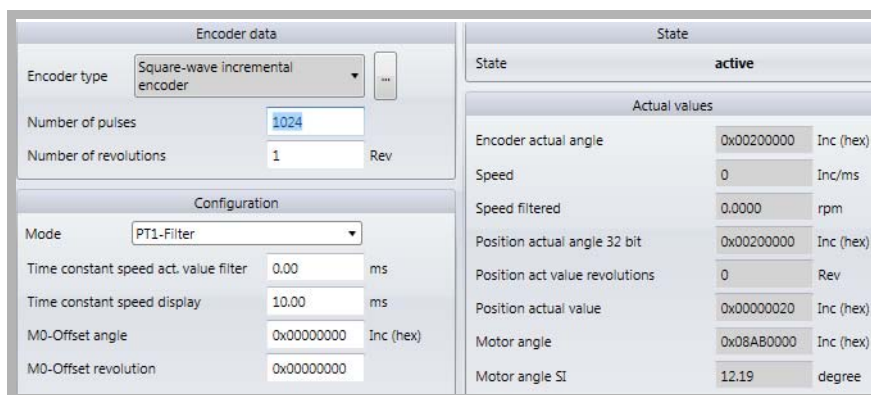 Encoder data
Encoder type
Square-wave incremental
encoder
...
Number of pulses 1024
Number of revolutions 1 Rev
Configuration
Mode PT1-Filter
Time constant speed act. value filter 0.00 ms
Time constant speed display 10.00 ms
M0-Offset angle 0x00000000 Inc (hex)
M0-Offset revolution 0x00000000
State
State active
Actual values
Encoder actual angle 0x00200000 Inc (hex)
Speed 0 Inc/ms
Speed filtered 0.0000 rpm
Position actual angle 32 bit 0x00200000 Inc (hex)
Position act value revolutions 0 Rev
Position actual value 0x00000020 Inc (hex)
Motor angle 0x08AB0000 Inc (hex)
Motor angle SI 12.19 degree